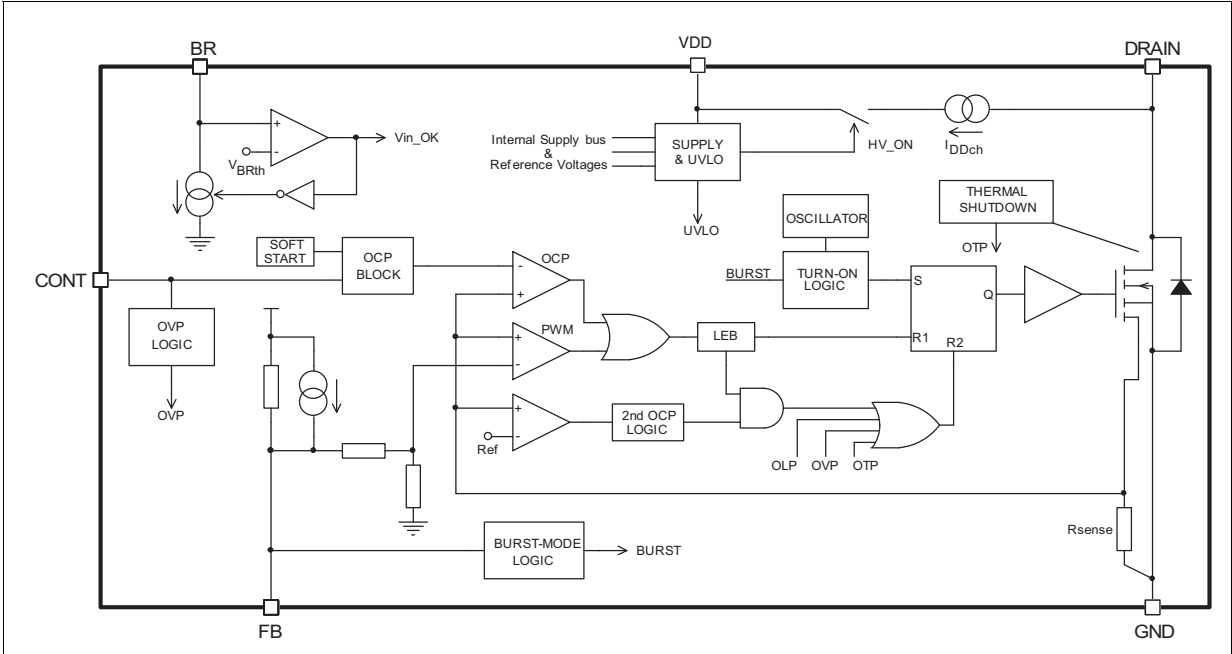 BR
VDD
DRAIN
+
-
Vin_OK
VBRth
Internal Supply bus
&
Reference Voltages
SUPPLY
& UVLO
HV_ON
IDDch
UVLO
THERMAL
SHUTDOWN
OTP
OSCILLATOR
SOFT
START
OCP
BLOCK
CONT
OVP
LOGIC
OVP
-
+
OCP
BURST
TURN-ON
LOGIC
S
Q
R1
R2
+
-
PWM
LEB
+
-
Ref
2nd OCP
LOGIC
OLP
OVP
OTP
Rsense
BURST-MODE
LOGIC
BURST
FB
GND